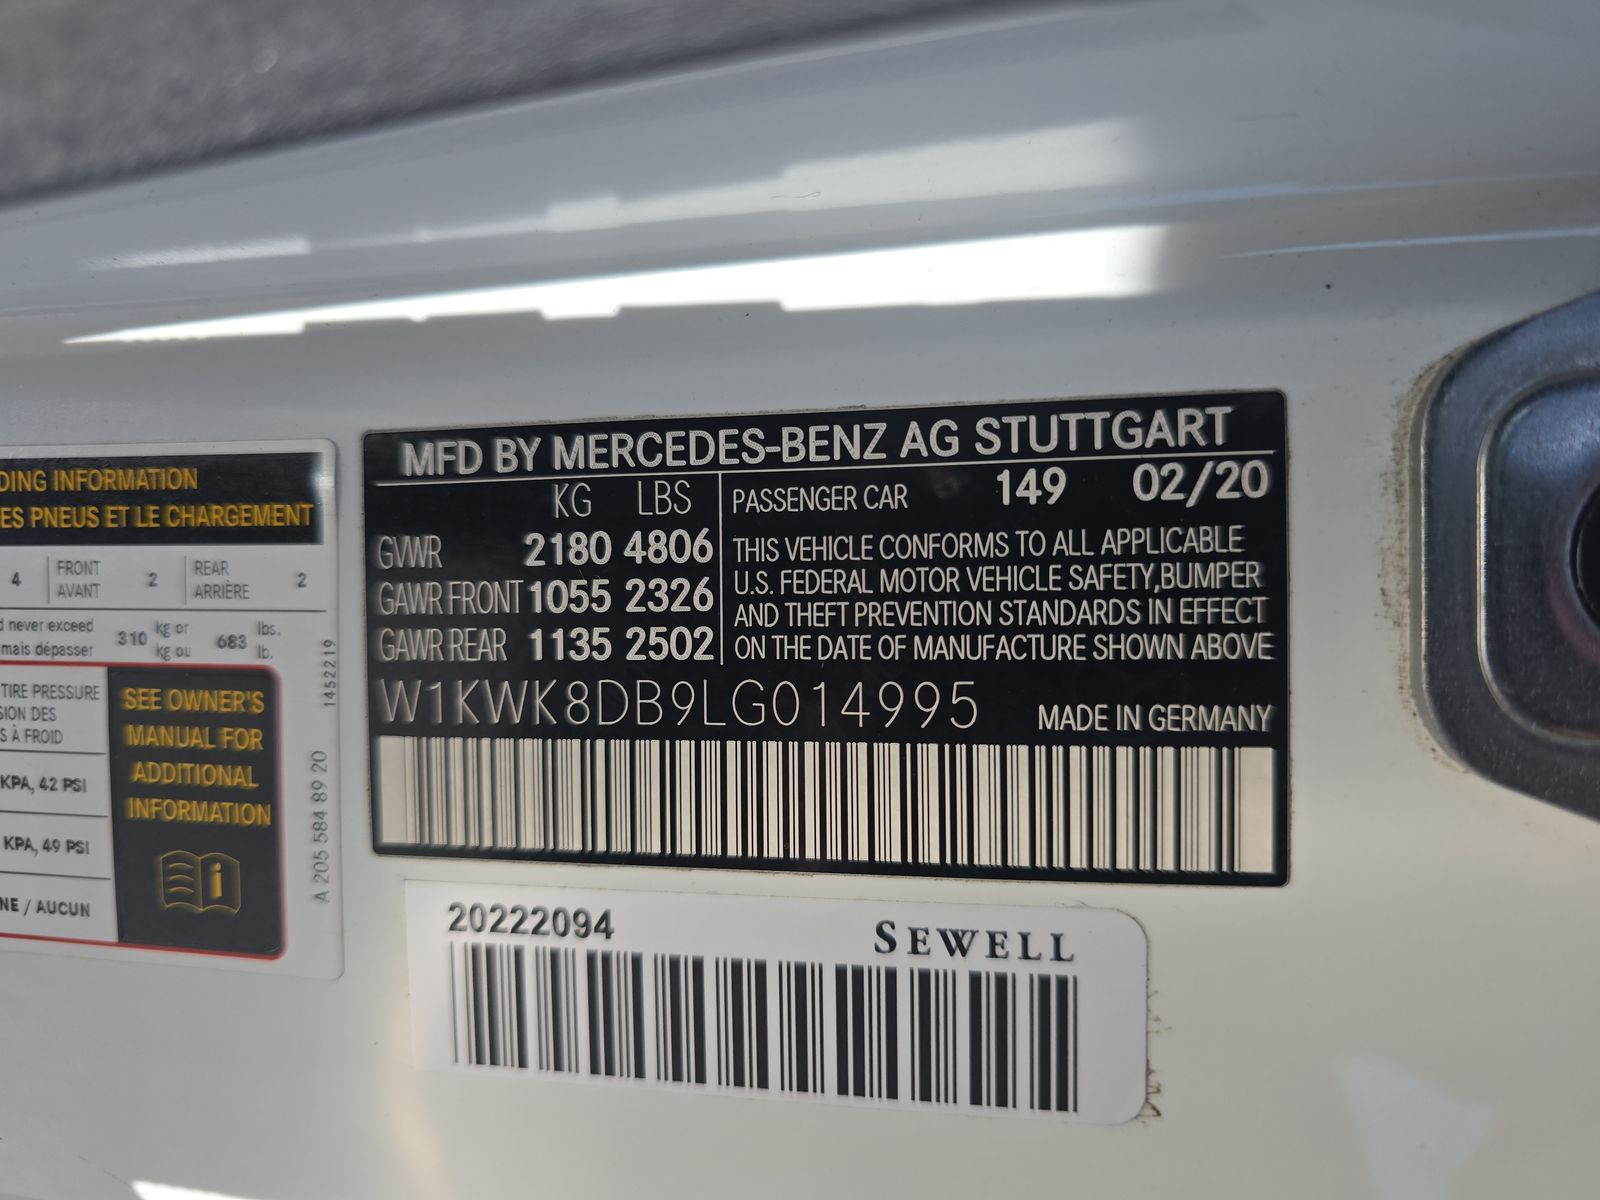 DING INFORMATION
ES PNEUS ET LE CHARGEMENT
4 FRONT AVANT 2 REAR ARRIÈRE 2
never exceed
mais dépasser 310 kg or kg ou 683 lbs. lb.
TIRE PRESSURE
SION DES
S À FROID
KPA, 42 PSI
KPA, 49 PSI
NE / AUCUN
SEE OWNER'S
MANUAL FOR
ADDITIONAL
INFORMATION
i
1452219
A 205 584 89 20
MFD BY MERCEDES-BENZ AG STUTTGART
KG LBS
GVWR 2180 4806
GAWR FRONT 1055 2326
GAWR REAR 1135 2502
PASSENGER CAR 149 02/20
THIS VEHICLE CONFORMS TO ALL APPLICABLE
U.S. FEDERAL MOTOR VEHICLE SAFETY,BUMPER
AND THEFT PREVENTION STANDARDS IN EFFECT
ON THE DATE OF MANUFACTURE SHOWN ABOVE
W1KWK8DB9LG014995
MADE IN GERMANY
20222094
SEWELL